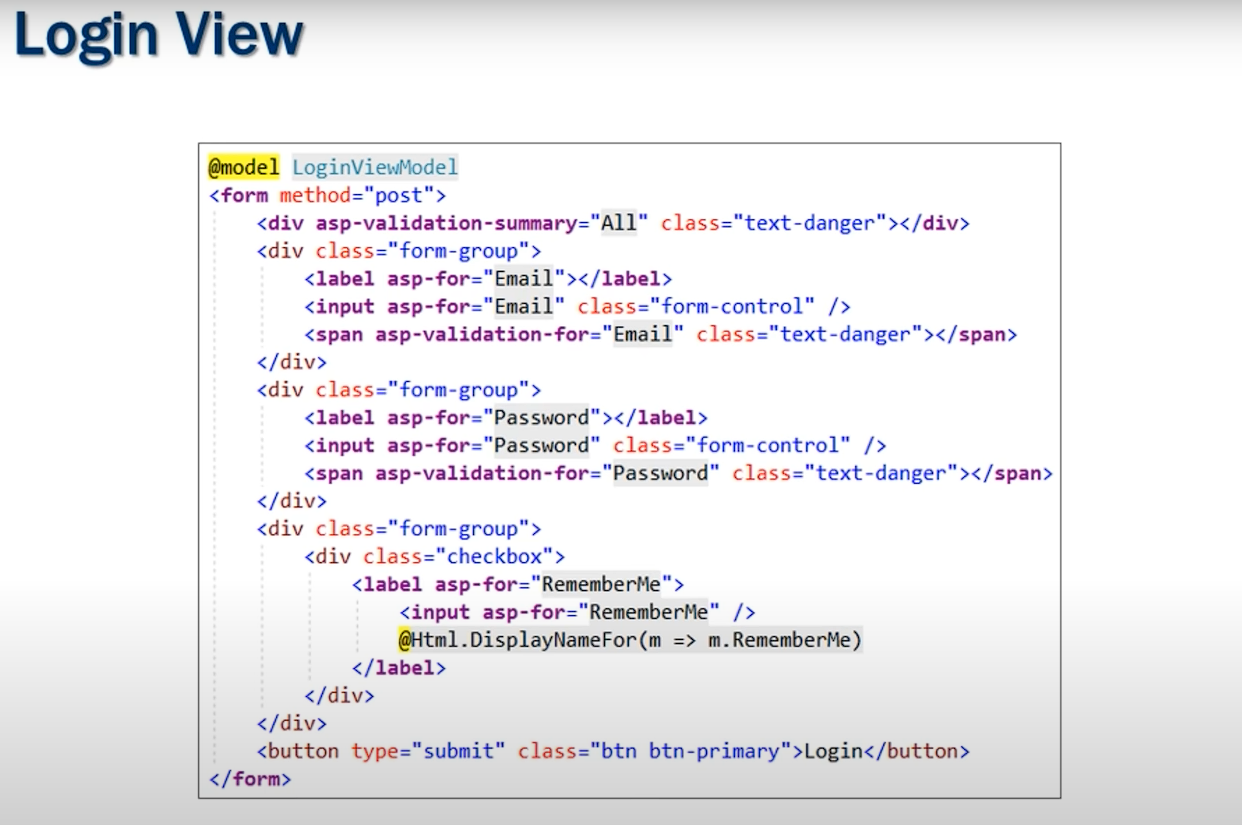 Login View
@model LoginViewModel
<form method="post">
<div asp-validation-summary="All" class="text-danger"></div>
<div class="form-group">
<label asp-for="Email"></label>
<input asp-for="Email" class="form-control" />
<span asp-validation-for="Email" class="text-danger"></span>
</div>
<div class="form-group">
<label asp-for="Password"></label>
<input asp-for="Password" class="form-control" />
<span asp-validation-for="Password" class="text-danger"></span>
</div>
<div class="form-group">
<div class="checkbox">
<label asp-for="RememberMe">
<input asp-for="RememberMe" />
@Html.DisplayNameFor(m => m.RememberMe)
</label>
</div>
</div>
<button type="submit" class="btn btn-primary">Login</button>
</form>